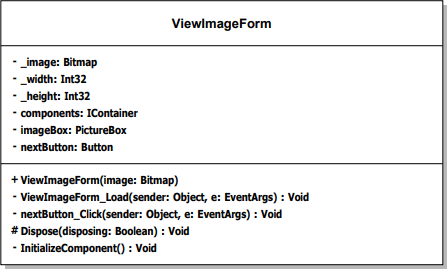 ViewImageForm
- _image: Bitmap
- _width: Int32
- _height: Int32
- components: IContainer
- imageBox: PictureBox
- nextButton: Button
+ ViewImageForm(image: Bitmap)
- ViewImageForm_Load(sender: Object, e: EventArgs) : Void
- nextButton_Click(sender: Object, e: EventArgs) : Void
# Dispose(disposing: Boolean) : Void
- InitializeComponent() : Void